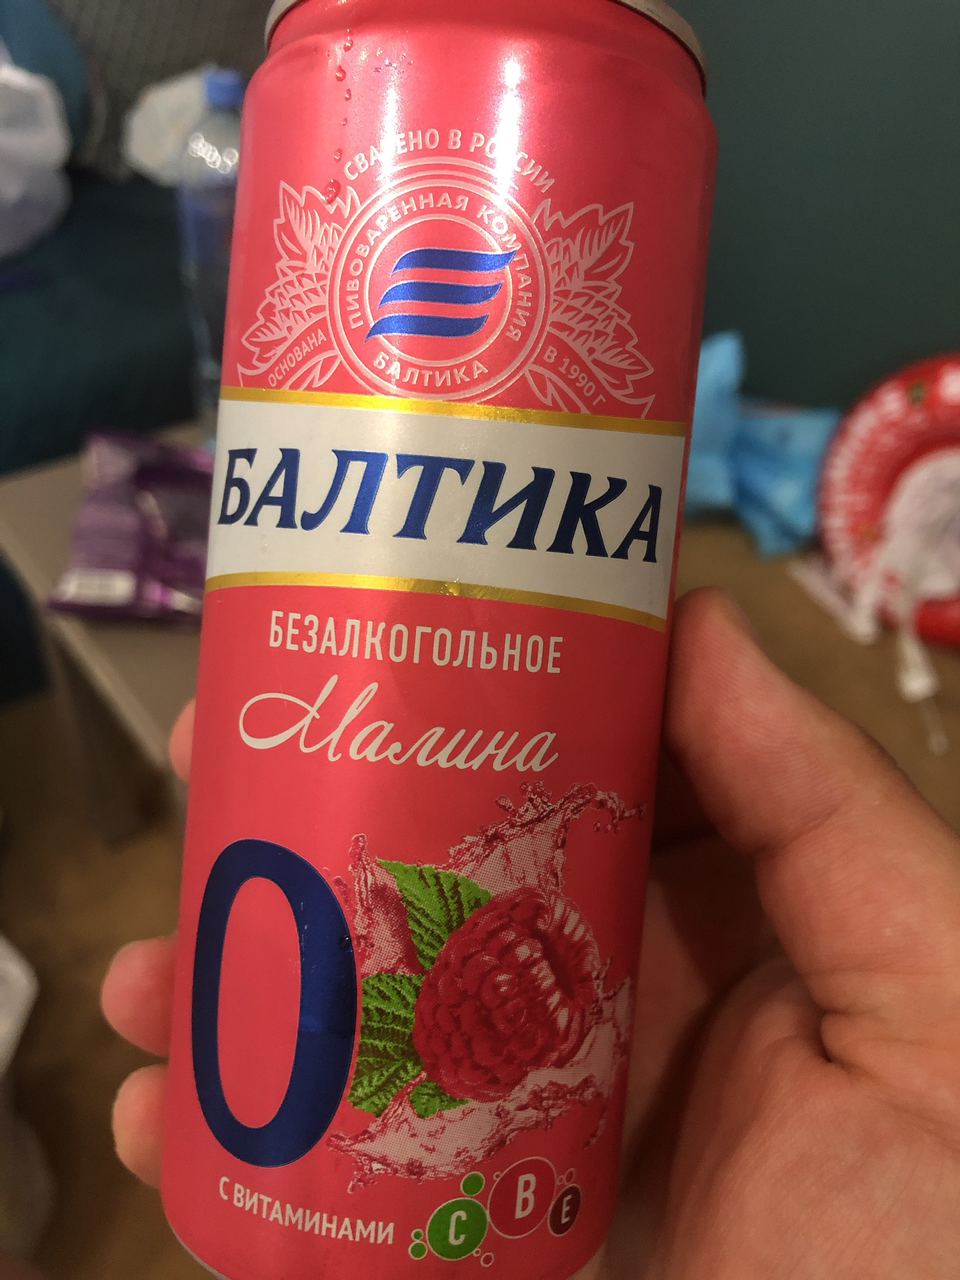 СВАРЕНО В РОССИИ
ПИВОВАРЕННАЯ КОМПАНИЯ
БАЛТИКА
ОСНОВАНА
В 1990 Г
БАЛТИКА
БЕЗАЛКОГОЛЬНОЕ
Малина
0
С ВИТАМИНАМИ C B E